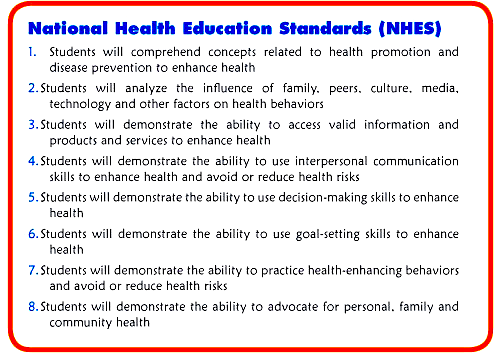 National Health Education Standards (NHES)
1. Students will comprehend concepts related to health promotion and
disease prevention to enhance health
2. Students will analyze the influence of family, peers, culture, media,
technology and other factors on health behaviors
3. Students will demonstrate the ability to access valid information and
products and services to enhance health
4. Students will demonstrate the ability to use interpersonal communication
skills to enhance health and avoid or reduce health risks
5. Students will demonstrate the ability to use decision-making skills to enhance
health
6. Students will demonstrate the ability to use goal-setting skills to enhance
health
7. Students will demonstrate the ability to practice health-enhancing behaviors
and avoid or reduce health risks
8. Students will demonstrate the ability to advocate for personal, family and
community health